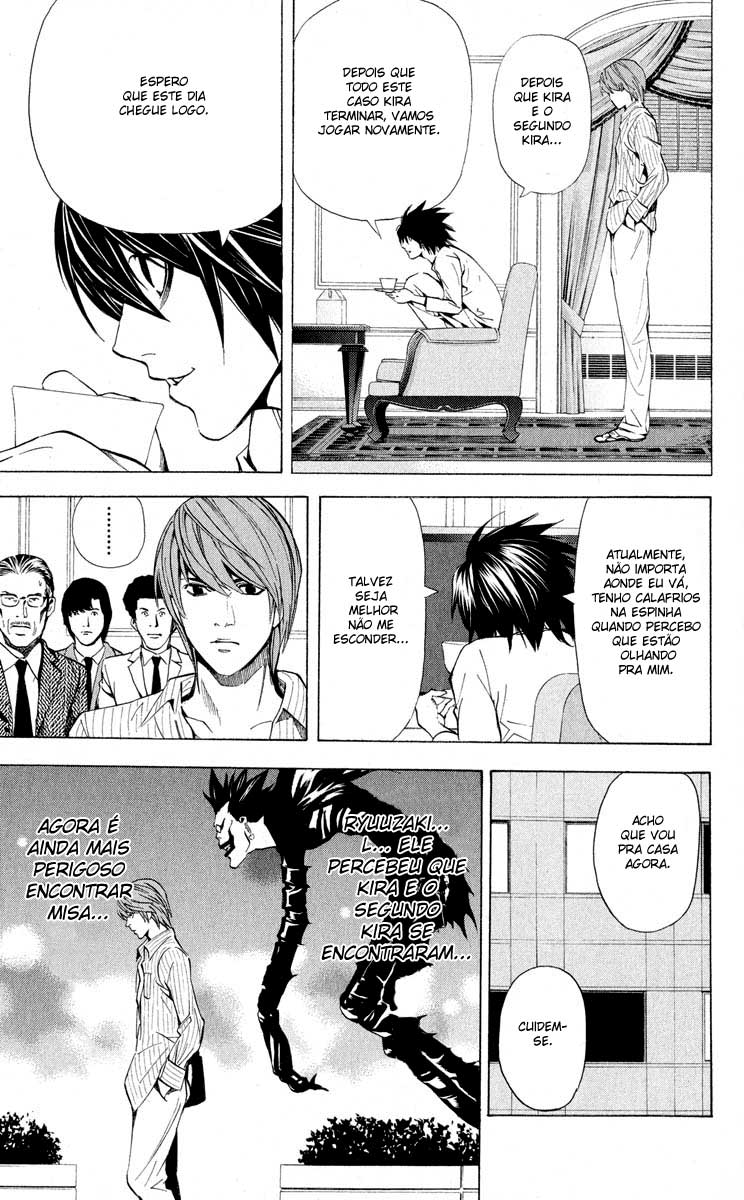 DEPOIS
QUE KIRA
E O
SEGUNDO
KIRA...
DEPOIS QUE
TODO ESTE
CASO KIRA
TERMINAR, VAMOS
JOGAR NOVAMENTE.
ESPERO
QUE ESTE DIA
CHEGUE LOGO.
ATUALMENTE,
NÃO IMPORTA
AONDE EU VÁ,
TENHO CALAFRIOS
NA ESPINHA
QUANDO PERCEBO
QUE ESTÃO
OLHANDO
PRA MIM.
TALVEZ
SEJA
MELHOR
NÃO ME
ESCONDER...
.........
ACHO
QUE VOU
PRA CASA
AGORA.
CUIDEM-
SE.
RYUUZAKI...
L... ELE
PERCEBEU QUE
KIRA E O
SEGUNDO
KIRA SE
ENCONTRARAM...
AGORA É
AINDA MAIS
PERIGOSO
ENCONTRAR
MISA...